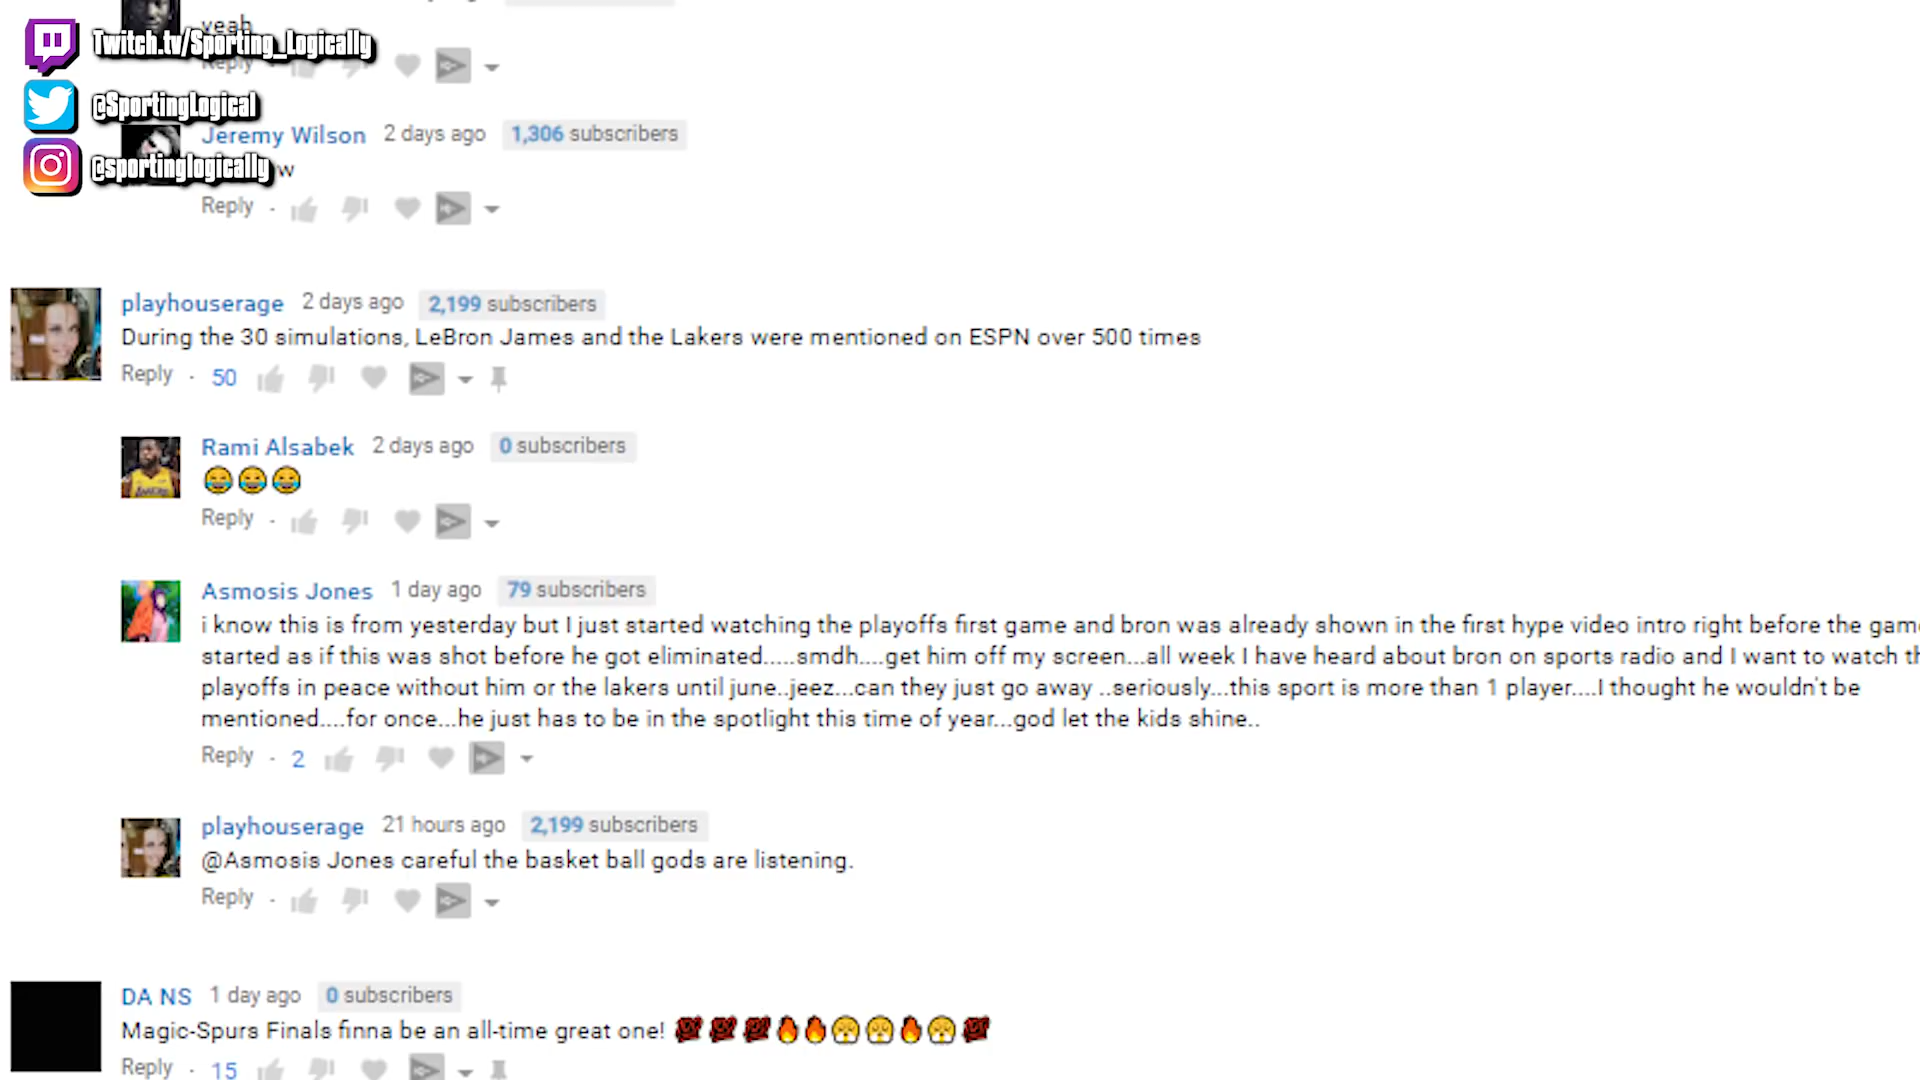 yeah
Twitch.tv/Sporting_Logically
Reply
@SportingLogical
Jeremy Wilson 2 days ago 1,306 subscribers
@sportinglogically
Reply
playhouserage 2 days ago 2,199 subscribers
During the 30 simulations, LeBron James and the Lakers were mentioned on ESPN over 500 times
Reply · 50
Rami Alsabek 2 days ago 0 subscribers
😂😂😂
Reply
Asmosis Jones 1 day ago 79 subscribers
i know this is from yesterday but I just started watching the playoffs first game and bron was already shown in the first hype video intro right before the game
started as if this was shot before he got eliminated.....smdh....get him off my screen...all week I have heard about bron on sports radio and I want to watch
playoffs in peace without him or the lakers until june..jeez...can they just go away ..seriously...this sport is more than 1 player....I thought he wouldn't be
mentioned....for once...he just has to be in the spotlight this time of year...god let the kids shine..
Reply · 2
playhouserage 21 hours ago 2,199 subscribers
@Asmosis Jones careful the basket ball gods are listening.
Reply
DA NS 1 day ago 0 subscribers
Magic-Spurs Finals finna be an all-time great one! 💯💯💯🔥🔥😤😤🔥😤💯
Reply · 15